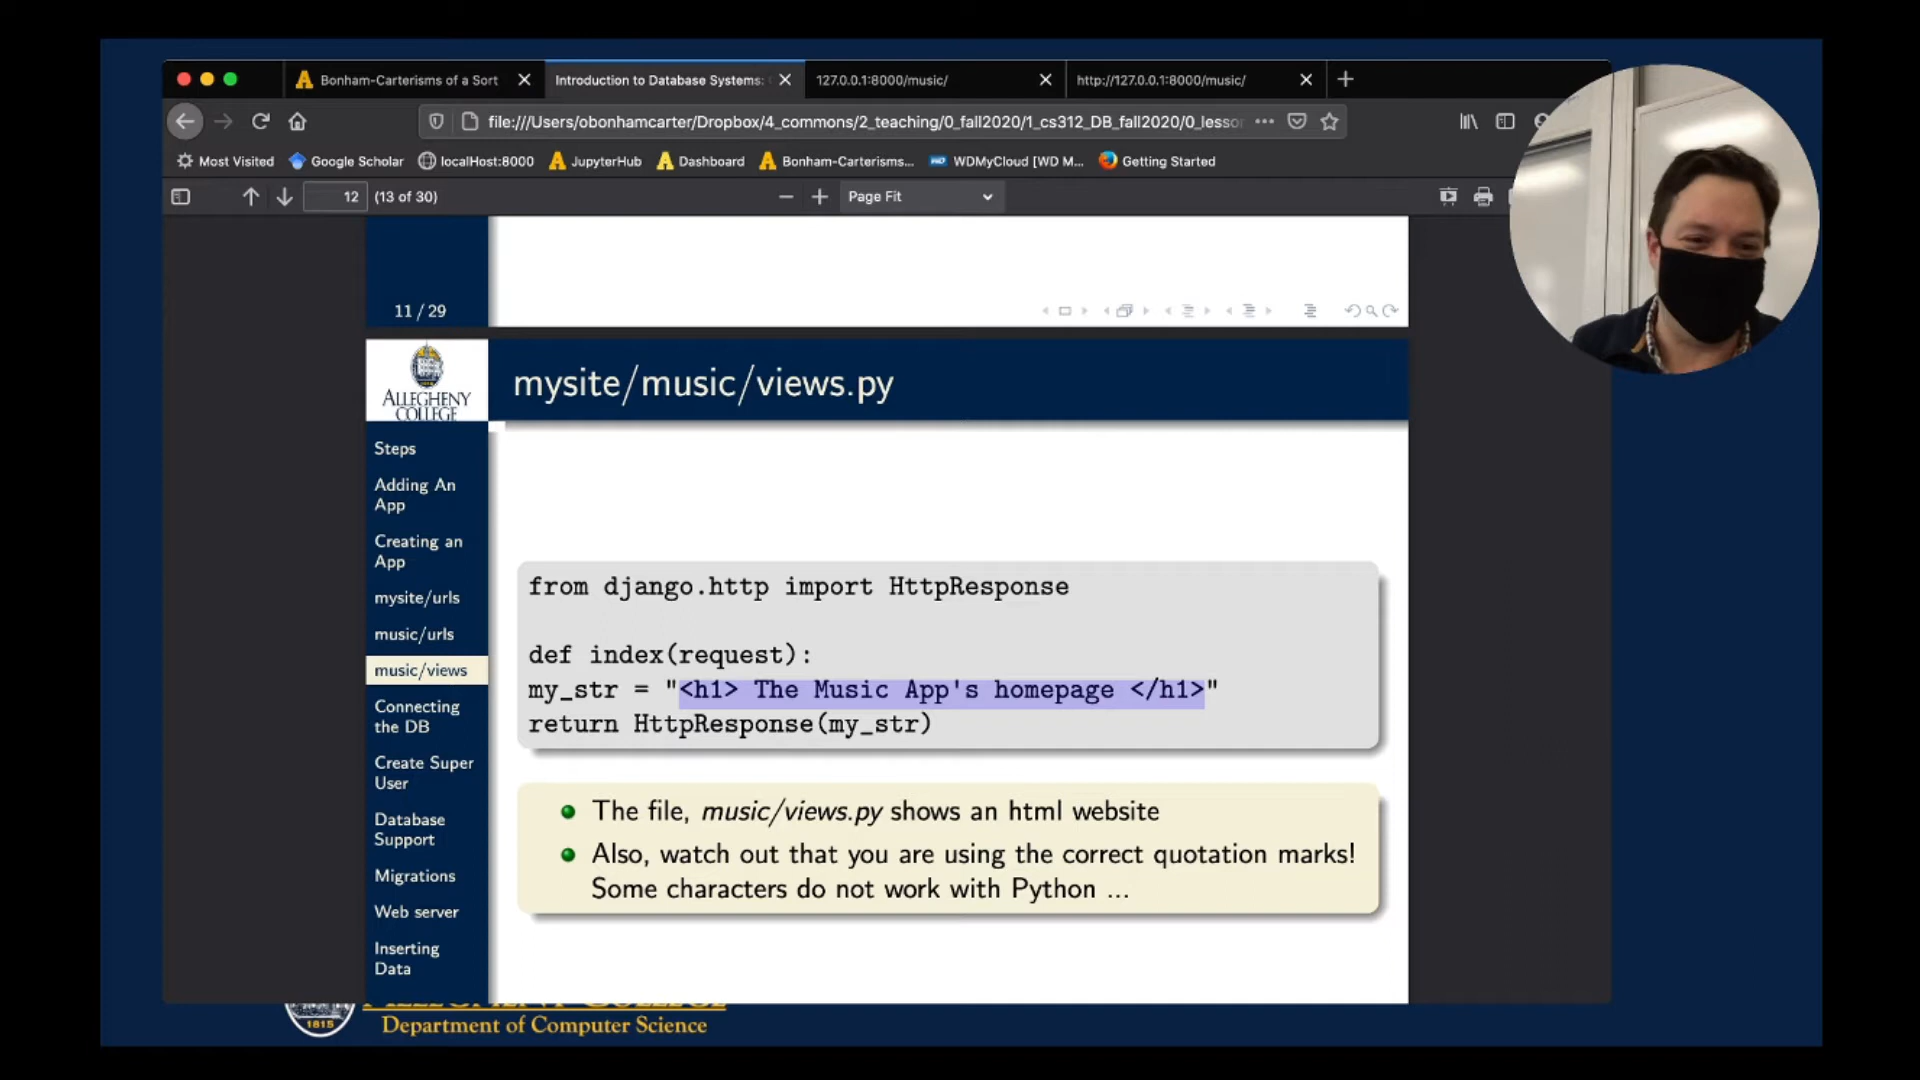 Bonham-Carterisms of a Sort
Introduction to Database Systems:
127.0.0.1:8000/music/
http://127.0.0.1:8000/music/
file:///Users/obonhamcarter/Dropbox/4_commons/2_teaching/0_fall2020/1_cs312_DB_fall2020/0_lesso
Most Visited
Google Scholar
localHost:8000
JupyterHub
Dashboard
Bonham-Carterisms...
WDMyCloud [WD M...
Getting Started
12 (13 of 30)
Page Fit
11 / 29
ALLEGHENY
COLLEGE
mysite/music/views.py
Steps
Adding An
App
Creating an
App
mysite/urls
music/urls
music/views
Connecting
the DB
Create Super
User
Database
Support
Migrations
Web server
Inserting
Data
from django.http import HttpResponse
def index(request):
my_str = "<h1> The Music App's homepage </h1>"
return HttpResponse(my_str)
The file, music/views.py shows an html website
Also, watch out that you are using the correct quotation marks!
Some characters do not work with Python ...
1815
Department of Computer Science